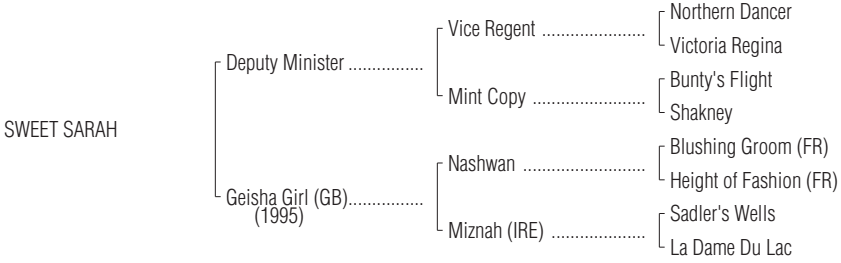 Northern Dancer
Vice Regent ......................
Victoria Regina
Deputy Minister ................
Bunty's Flight
Mint Copy ........................
Shakney
SWEET SARAH
Blushing Groom (FR)
Nashwan ..........................
Height of Fashion (FR)
Geisha Girl (GB)................
(1995)
Sadler's Wells
Miznah (IRE) ....................
La Dame Du Lac